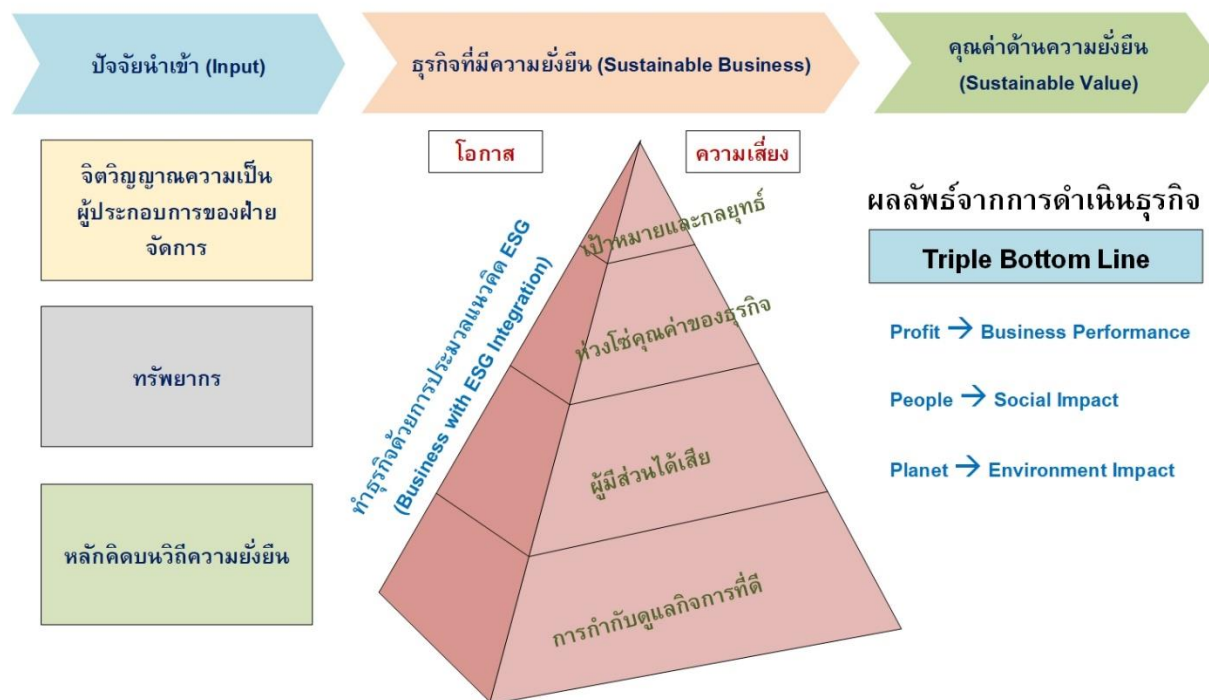 ปัจจัยนำเข้า (Input)
ธุรกิจที่มีความยั่งยืน (Sustainable Business)
คุณค่าด้านความยั่งยืน
(Sustainable Value)
จิตวิญญาณความเป็น
ผู้ประกอบการของฝ่าย
จัดการ
ทรัพยากร
หลักคิดบนวิถีความยั่งยืน
โอกาส
ความเสี่ยง
ทำธุรกิจด้วยการประมวลแนวคิด ESG
(Business with ESG Integration)
เป้าหมายและกลยุทธ์
ห่วงโซ่คุณค่าของธุรกิจ
ผู้มีส่วนได้เสีย
การกำกับดูแลกิจการที่ดี
ผลลัพธ์จากการดำเนินธุรกิจ
Triple Bottom Line
Profit → Business Performance
People → Social Impact
Planet → Environment Impact